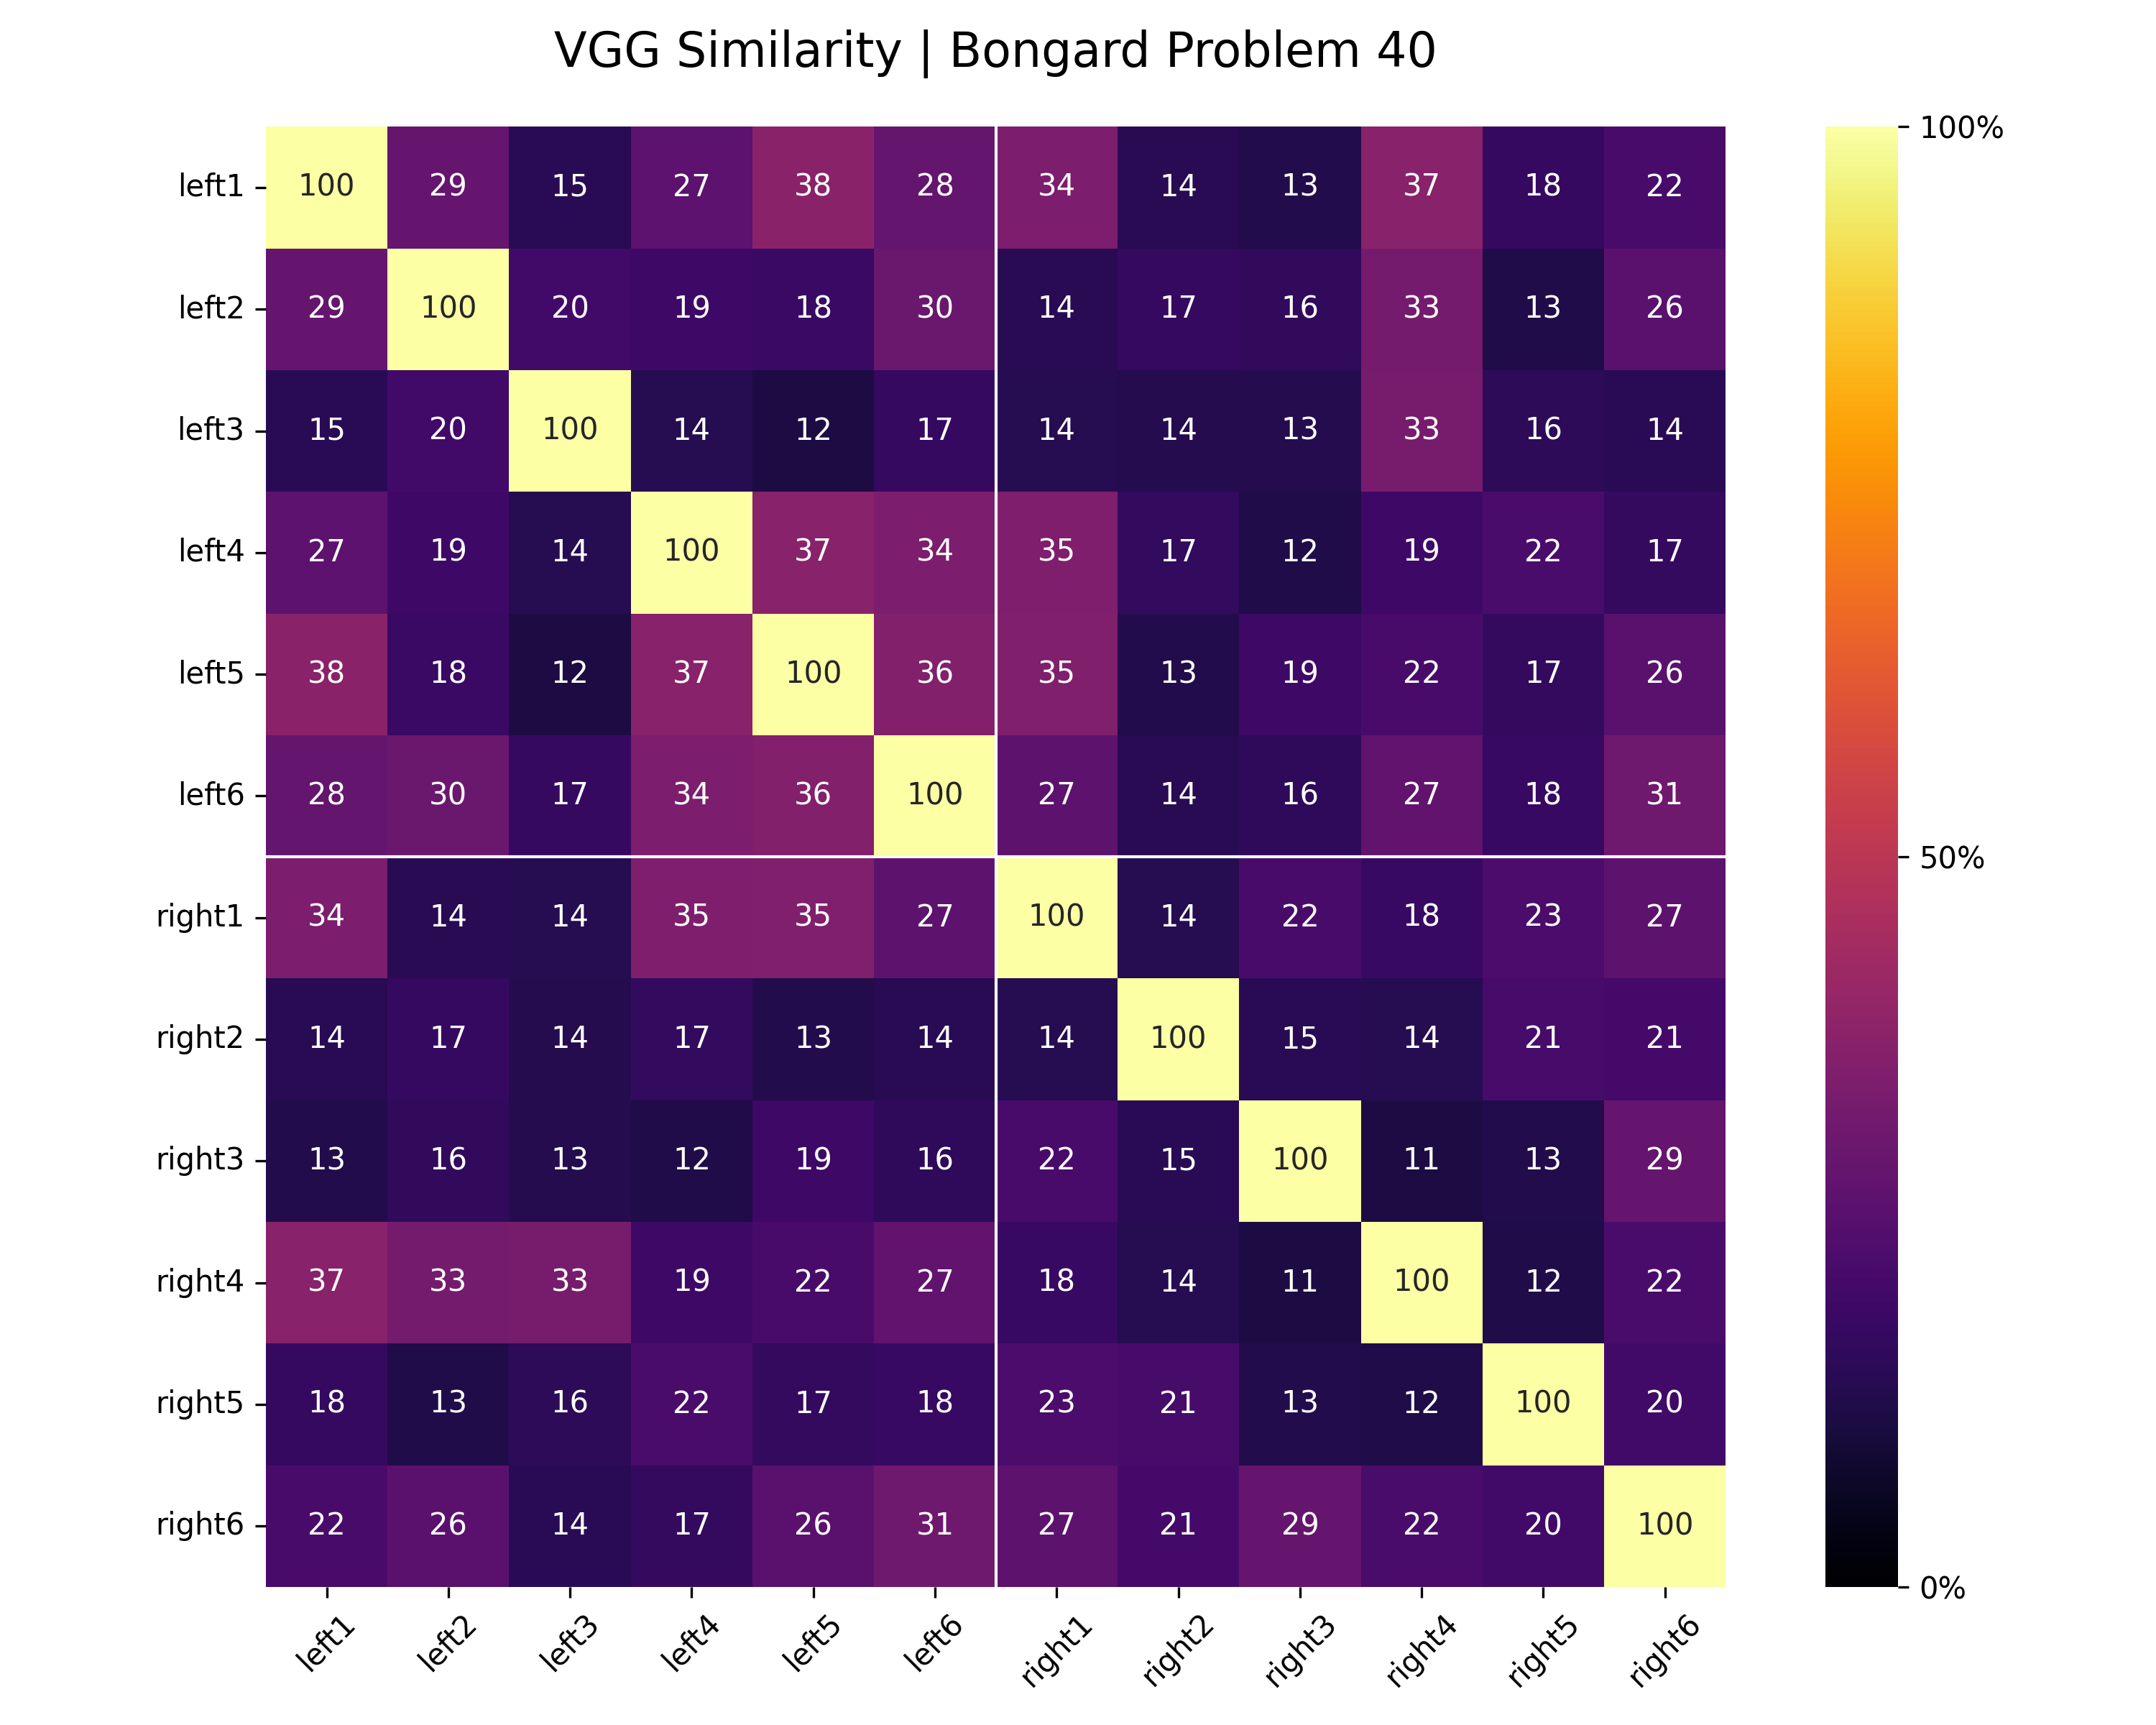 VGG Similarity | Bongard Problem 40
left1 100 29 15 27 38 28 34 14 13 37 18 22
left2 29 100 20 19 18 30 14 17 16 33 13 26
left3 15 20 100 14 12 17 14 14 13 33 16 14
left4 27 19 14 100 37 34 35 17 12 19 22 17
left5 38 18 12 37 100 36 35 13 19 22 17 26
left6 28 30 17 34 36 100 27 14 16 27 18 31
right1 34 14 14 35 35 27 100 14 22 18 23 27
right2 14 17 14 17 13 14 14 100 15 14 21 21
right3 13 16 13 12 19 16 22 15 100 11 13 29
right4 37 33 33 19 22 27 18 14 11 100 12 22
right5 18 13 16 22 17 18 23 21 13 12 100 20
right6 22 26 14 17 26 31 27 21 29 22 20 100
left1 left2 left3 left4 left5 left6 right1 right2 right3 right4 right5 right6
100%
50%
0%